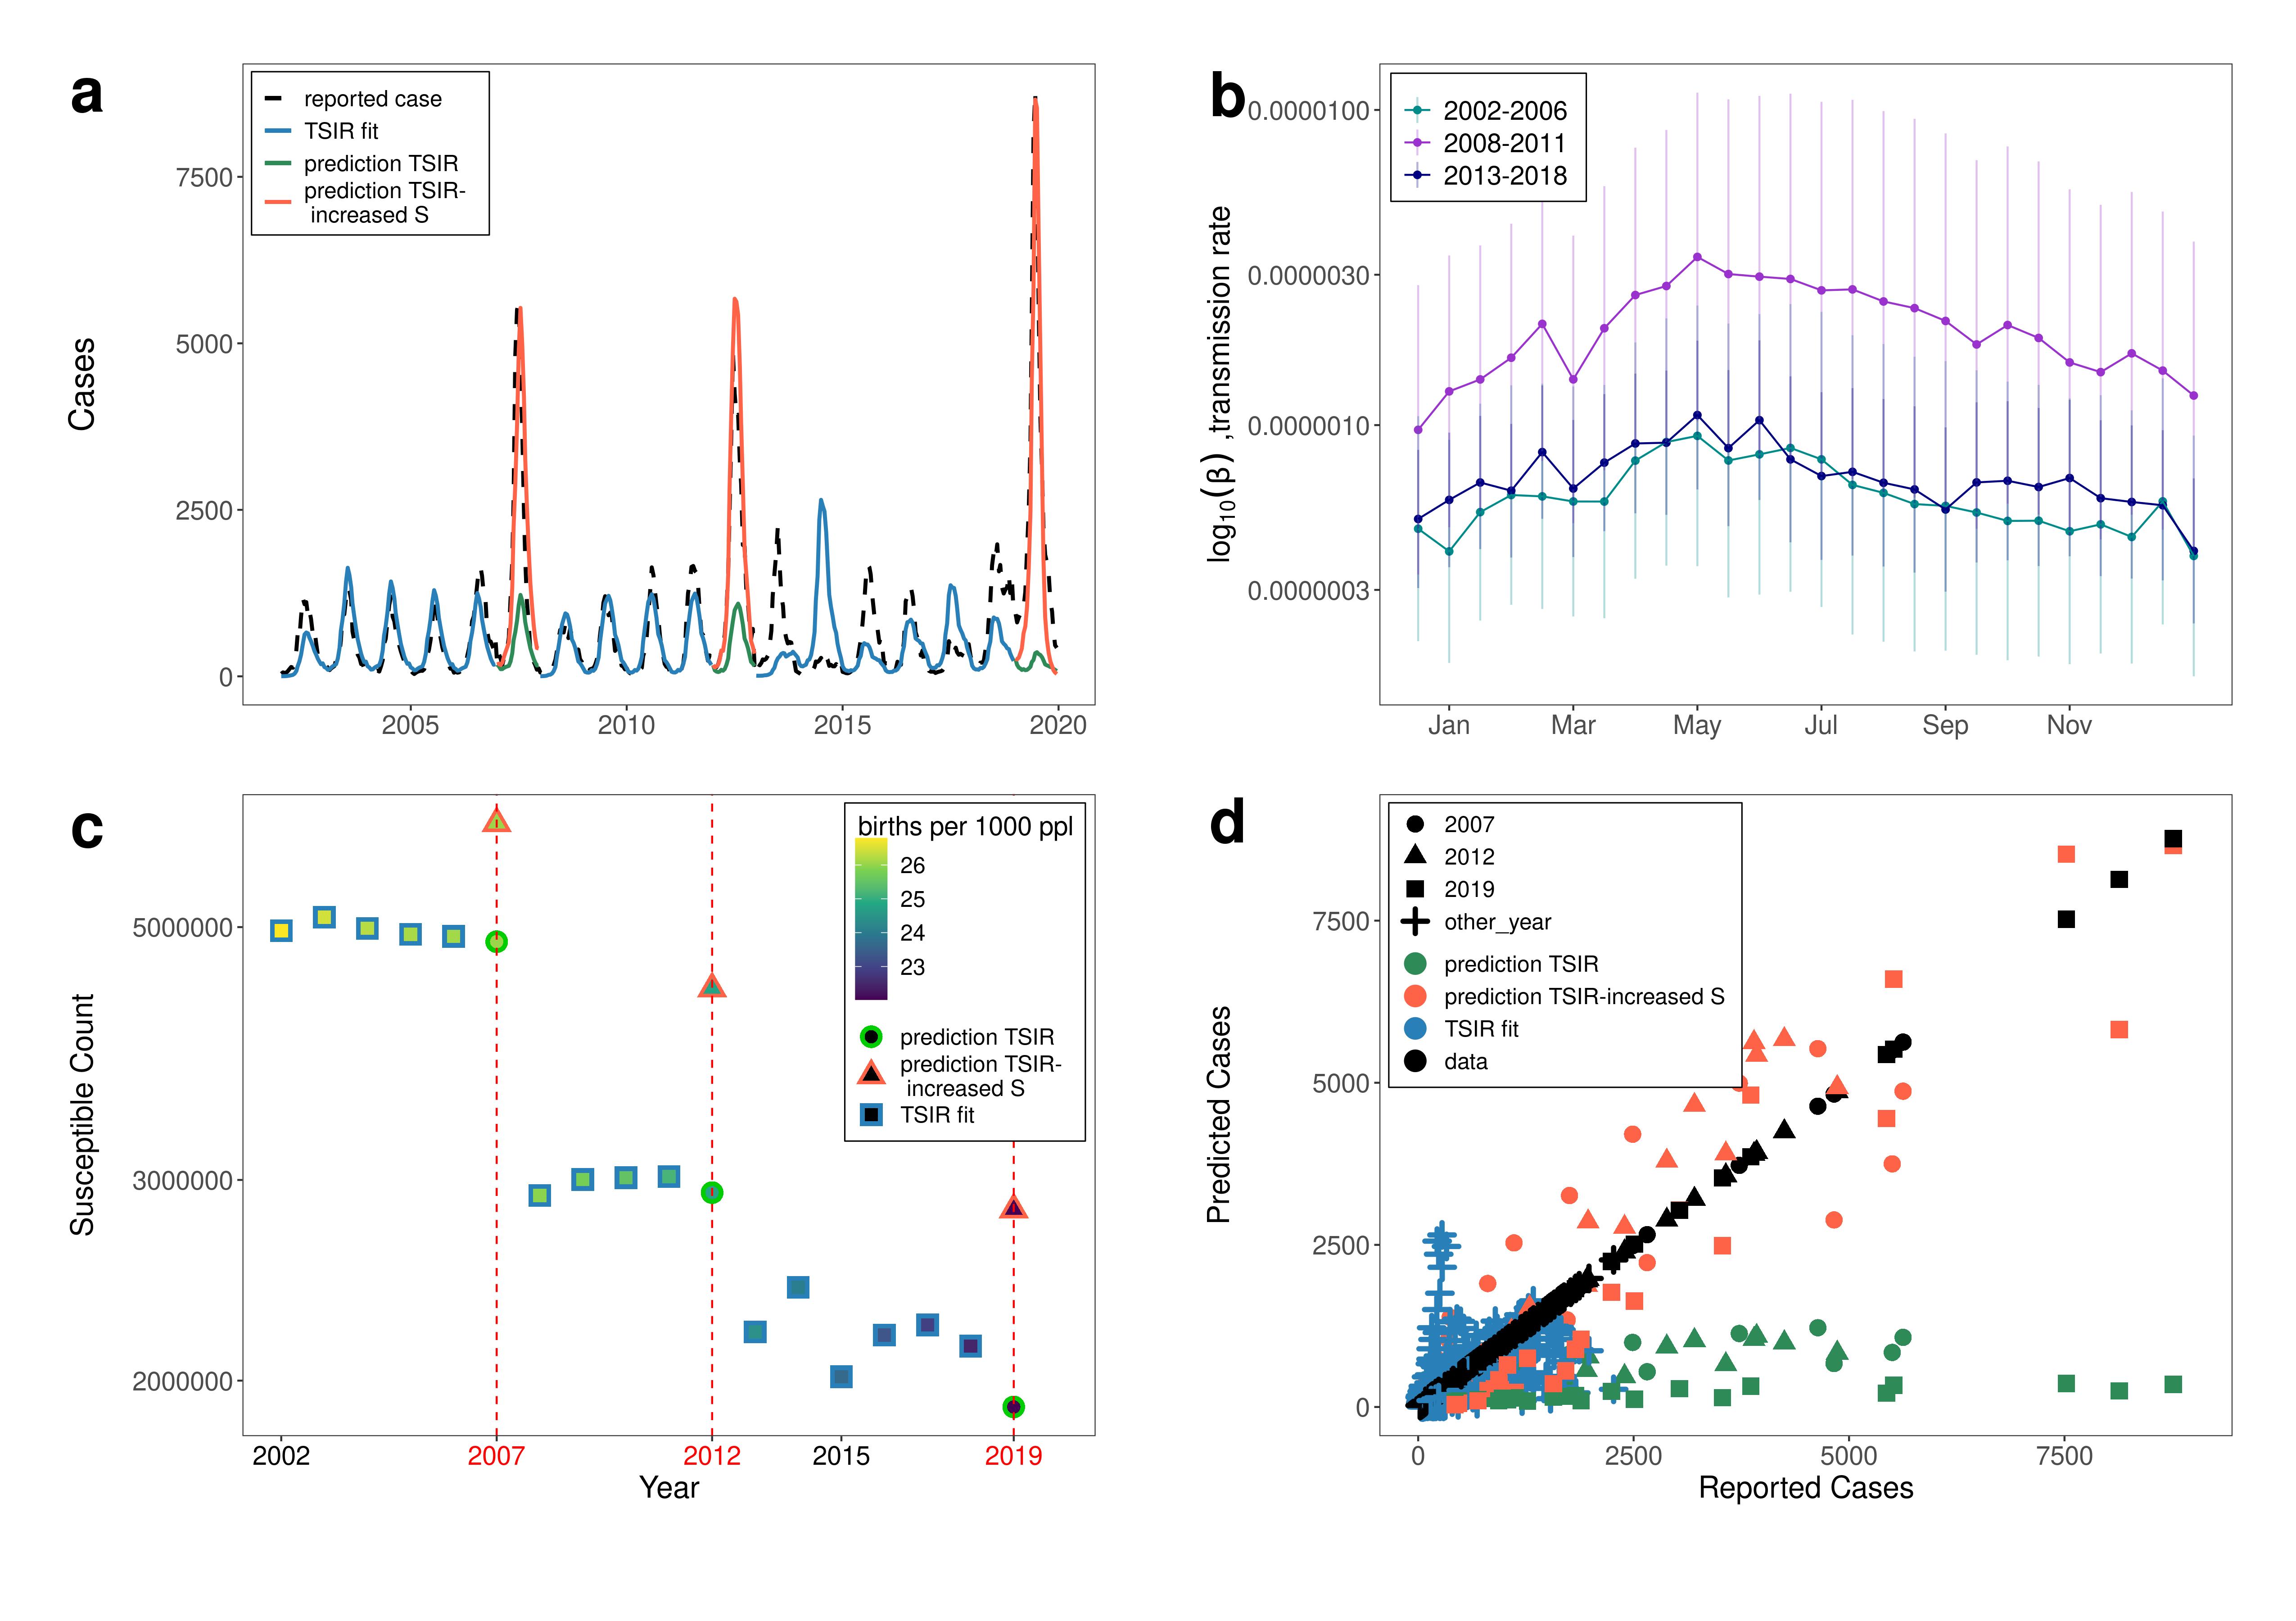 a
reported case
TSIR fit
prediction TSIR
prediction TSIR-
increased S
Cases
7500
5000
2500
0
2005
2010
2015
2020
b
2002-2006
2008-2011
2013-2018
log10(β) ,transmission rate
0.0000100
0.0000030
0.0000010
0.0000003
Jan
Mar
May
Jul
Sep
Nov
c
births per 1000 ppl
26
25
24
23
prediction TSIR
prediction TSIR-
increased S
TSIR fit
Susceptible Count
5000000
3000000
2000000
2002
2007
2012
2015
2019
Year
d
2007
2012
2019
other_year
prediction TSIR
prediction TSIR-increased S
TSIR fit
data
Predicted Cases
7500
5000
2500
0
0
2500
5000
7500
Reported Cases